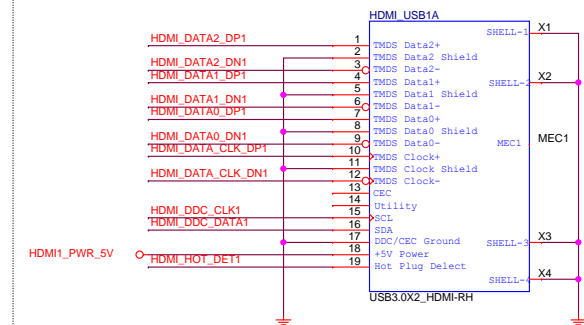 HDMI_USB1A
HDMI_DATA2_DP1 1 TMDS Data2+ SHELL-1 X1
2 TMDS Data2 Shield
HDMI_DATA2_DN1 3 TMDS Data2-
HDMI_DATA1_DP1 4 TMDS Data1+ SHELL-2 X2
5 TMDS Data1 Shield
HDMI_DATA1_DN1 6 TMDS Data1-
HDMI_DATA0_DP1 7 TMDS Data0+
8 TMDS Data0 Shield
HDMI_DATA0_DN1 9 TMDS Data0- MEC1 MEC1
HDMI_DATA_CLK_DP1 10 TMDS Clock+
11 TMDS Clock Shield
HDMI_DATA_CLK_DN1 12 TMDS Clock-
13 CEC
14 Utility
HDMI_DDC_CLK1 15 SCL
HDMI_DDC_DATA1 16 SDA
17 DDC/CEC Ground SHELL-3 X3
HDMI1_PWR_5V 18 +5V Power
HDMI_HOT_DET1 19 Hot Plug Delect
SHELL-4 X4
USB3.0X2_HDMI-RH